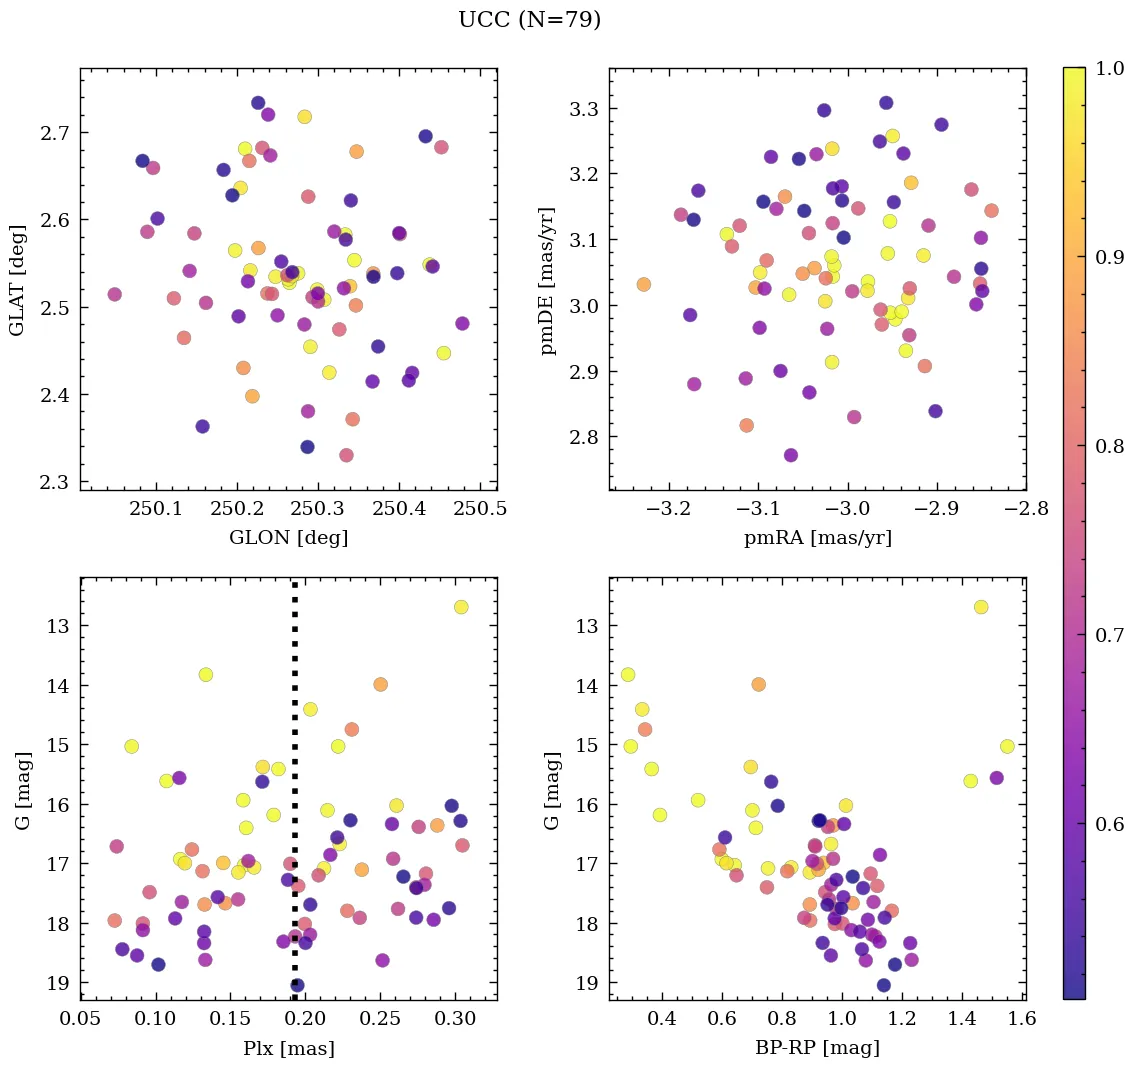 UCC (N=79)
2.7
2.6
2.5
2.4
2.3
GLAT [deg]
250.1 250.2 250.3 250.4 250.5
GLON [deg]
3.3
3.2
3.1
3.0
2.9
2.8
pmDE [mas/yr]
−3.2 −3.1 −3.0 −2.9 −2.8
pmRA [mas/yr]
13
14
15
16
17
18
19
G [mag]
0.05 0.10 0.15 0.20 0.25 0.30
Plx [mas]
13
14
15
16
17
18
19
G [mag]
0.4 0.6 0.8 1.0 1.2 1.4 1.6
BP-RP [mag]
1.0
0.9
0.8
0.7
0.6